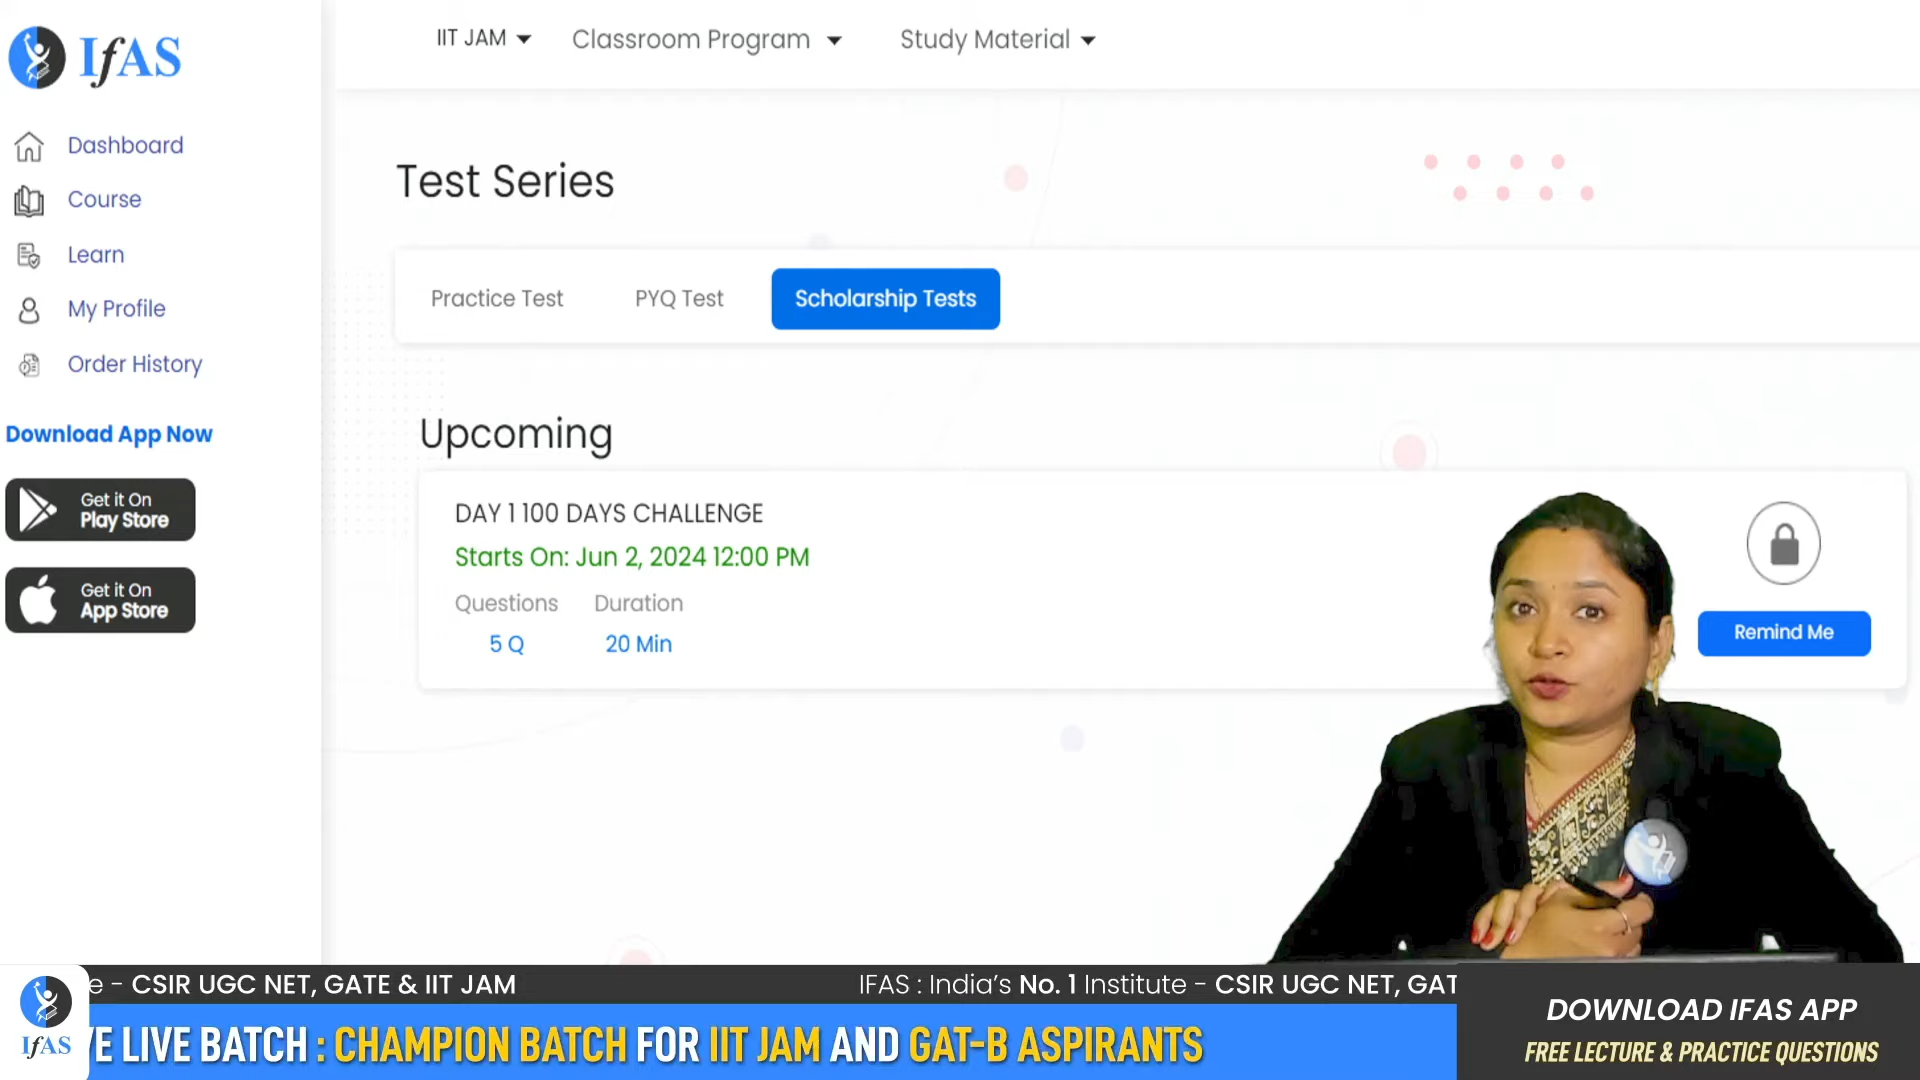 IfAS
IIT JAM
Classroom Program
Study Material
Dashboard
Course
Learn
My Profile
Order History
Download App Now
Get it On
Play Store
Get it On
App Store
Test Series
Practice Test
PYQ Test
Scholarship Tests
Upcoming
DAY 1 100 DAYS CHALLENGE
Starts On: Jun 2, 2024 12:00 PM
Questions
Duration
5 Q
20 Min
Remind Me
e - CSIR UGC NET, GATE & IIT JAM
IFAS : India's No. 1 Institute - CSIR UGC NET, GAT
IfAS
VE LIVE BATCH : CHAMPION BATCH FOR IIT JAM AND GAT-B ASPIRANTS
DOWNLOAD IFAS APP
FREE LECTURE & PRACTICE QUESTIONS